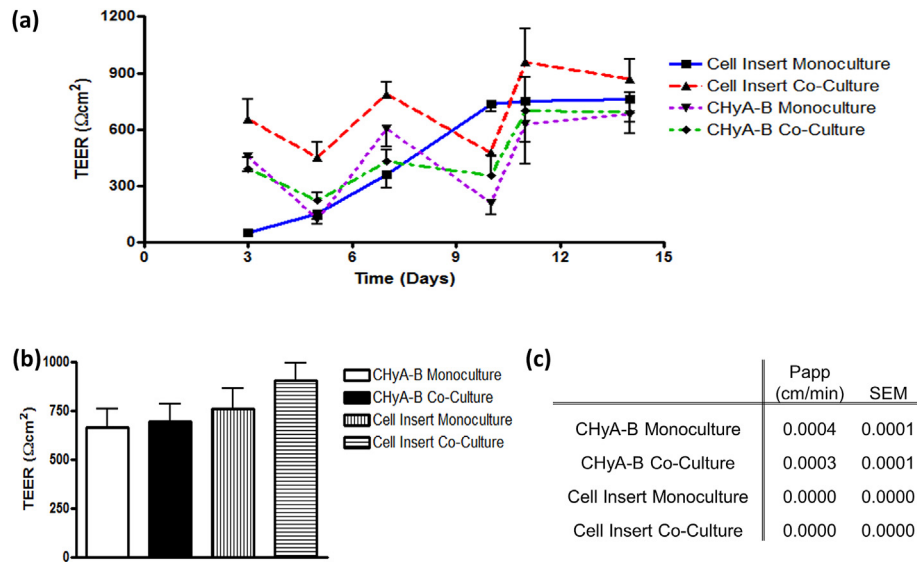 (a)
1200
900
600
300
0
TEER (Ωcm²)
0 3 6 9 12 15
Time (Days)
Cell Insert Monoculture
Cell Insert Co-Culture
CHyA-B Monoculture
CHyA-B Co-Culture
(b)
1000
750
500
250
0
TEER (Ωcm²)
CHyA-B Monoculture
CHyA-B Co-Culture
Cell Insert Monoculture
Cell Insert Co-Culture
(c)
Papp
(cm/min) SEM
CHyA-B Monoculture 0.0004 0.0001
CHyA-B Co-Culture 0.0003 0.0001
Cell Insert Monoculture 0.0000 0.0000
Cell Insert Co-Culture 0.0000 0.0000